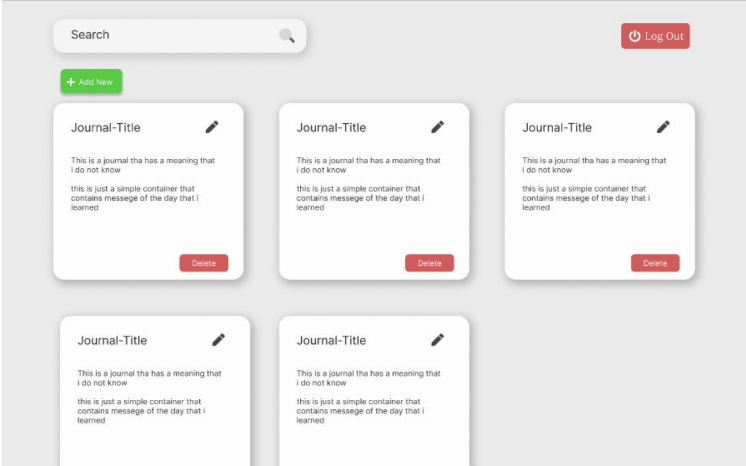 Search
Log Out
+ Add New
Journal-Title
This is a journal tha has a meaning that
i do not know
this is just a simple container that
contains messege of the day that i
learned
Delete
Journal-Title
This is a journal tha has a meaning that
i do not know
this is just a simple container that
contains messege of the day that i
learned
Delete
Journal-Title
This is a journal tha has a meaning that
i do not know
this is just a simple container that
contains messege of the day that i
learned
Delete
Journal-Title
This is a journal tha has a meaning that
i do not know
this is just a simple container that
contains messege of the day that i
learned
Journal-Title
This is a journal tha has a meaning that
i do not know
this is just a simple container that
contains messege of the day that i
learned